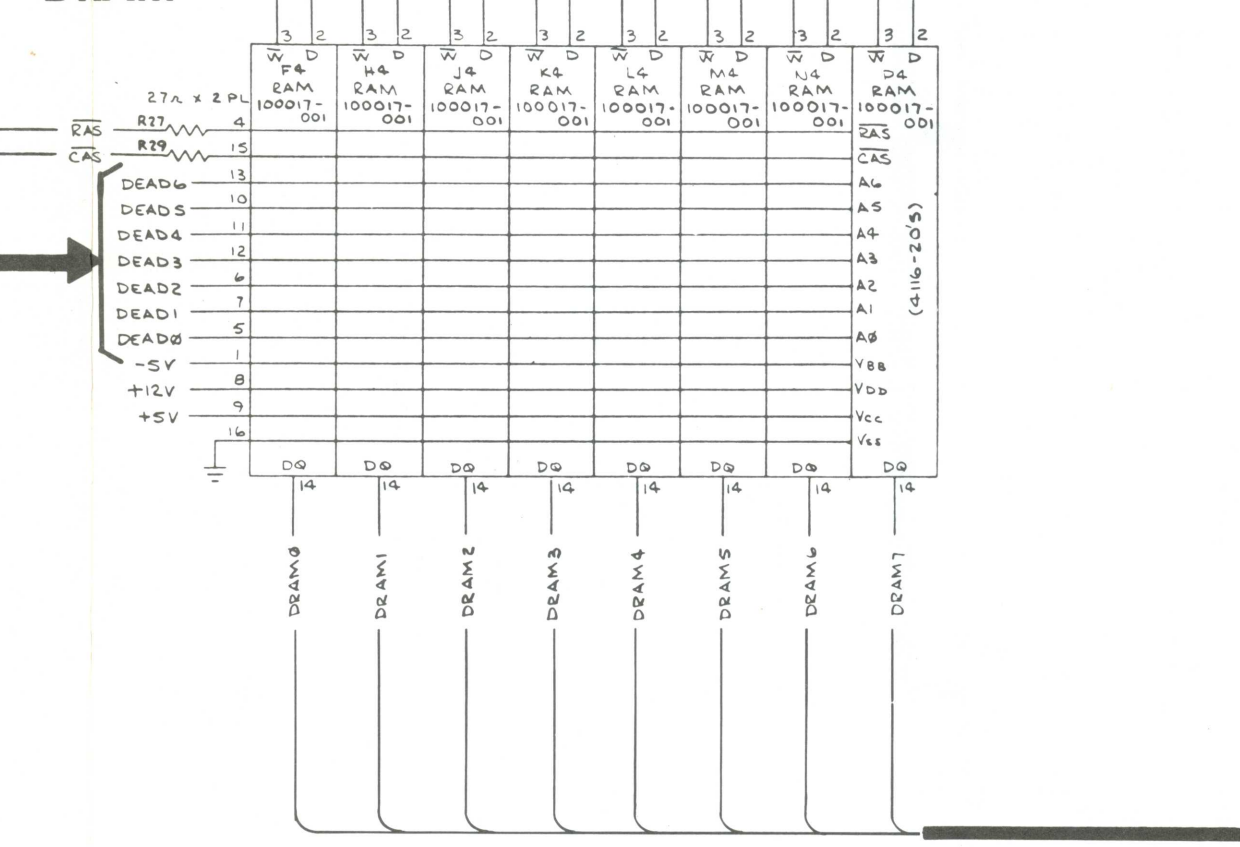 3 2 3 2 3 2 3 2 3 2 3 2 3 2 3 2
W D W D W D W D W D W D W D W D
F4 H4 J4 K4 L4 M4 N4 P4
RAM RAM RAM RAM RAM RAM RAM RAM
27Ω x 2 PL
100017- 100017- 100017- 100017- 100017- 100017- 100017- 100017-
001 001 001 001 001 001 001 001
RAS R27 4 RAS
CAS R29 15 CAS
DEAD6 13 A6
DEAD5 10 A5
DEAD4 11 A4
DEAD3 12 A3
DEAD2 6 A2
DEAD1 7 A1
DEADØ 5 AØ
-5V 1 VBB
+12V 8 VDD
+5V 9 Vcc
16 Vss
(4116-20'S)
DQ DQ DQ DQ DQ DQ DQ DQ
14 14 14 14 14 14 14 14
DRAMØ
DRAM1
DRAM2
DRAM3
DRAM4
DRAM5
DRAM6
DRAM7